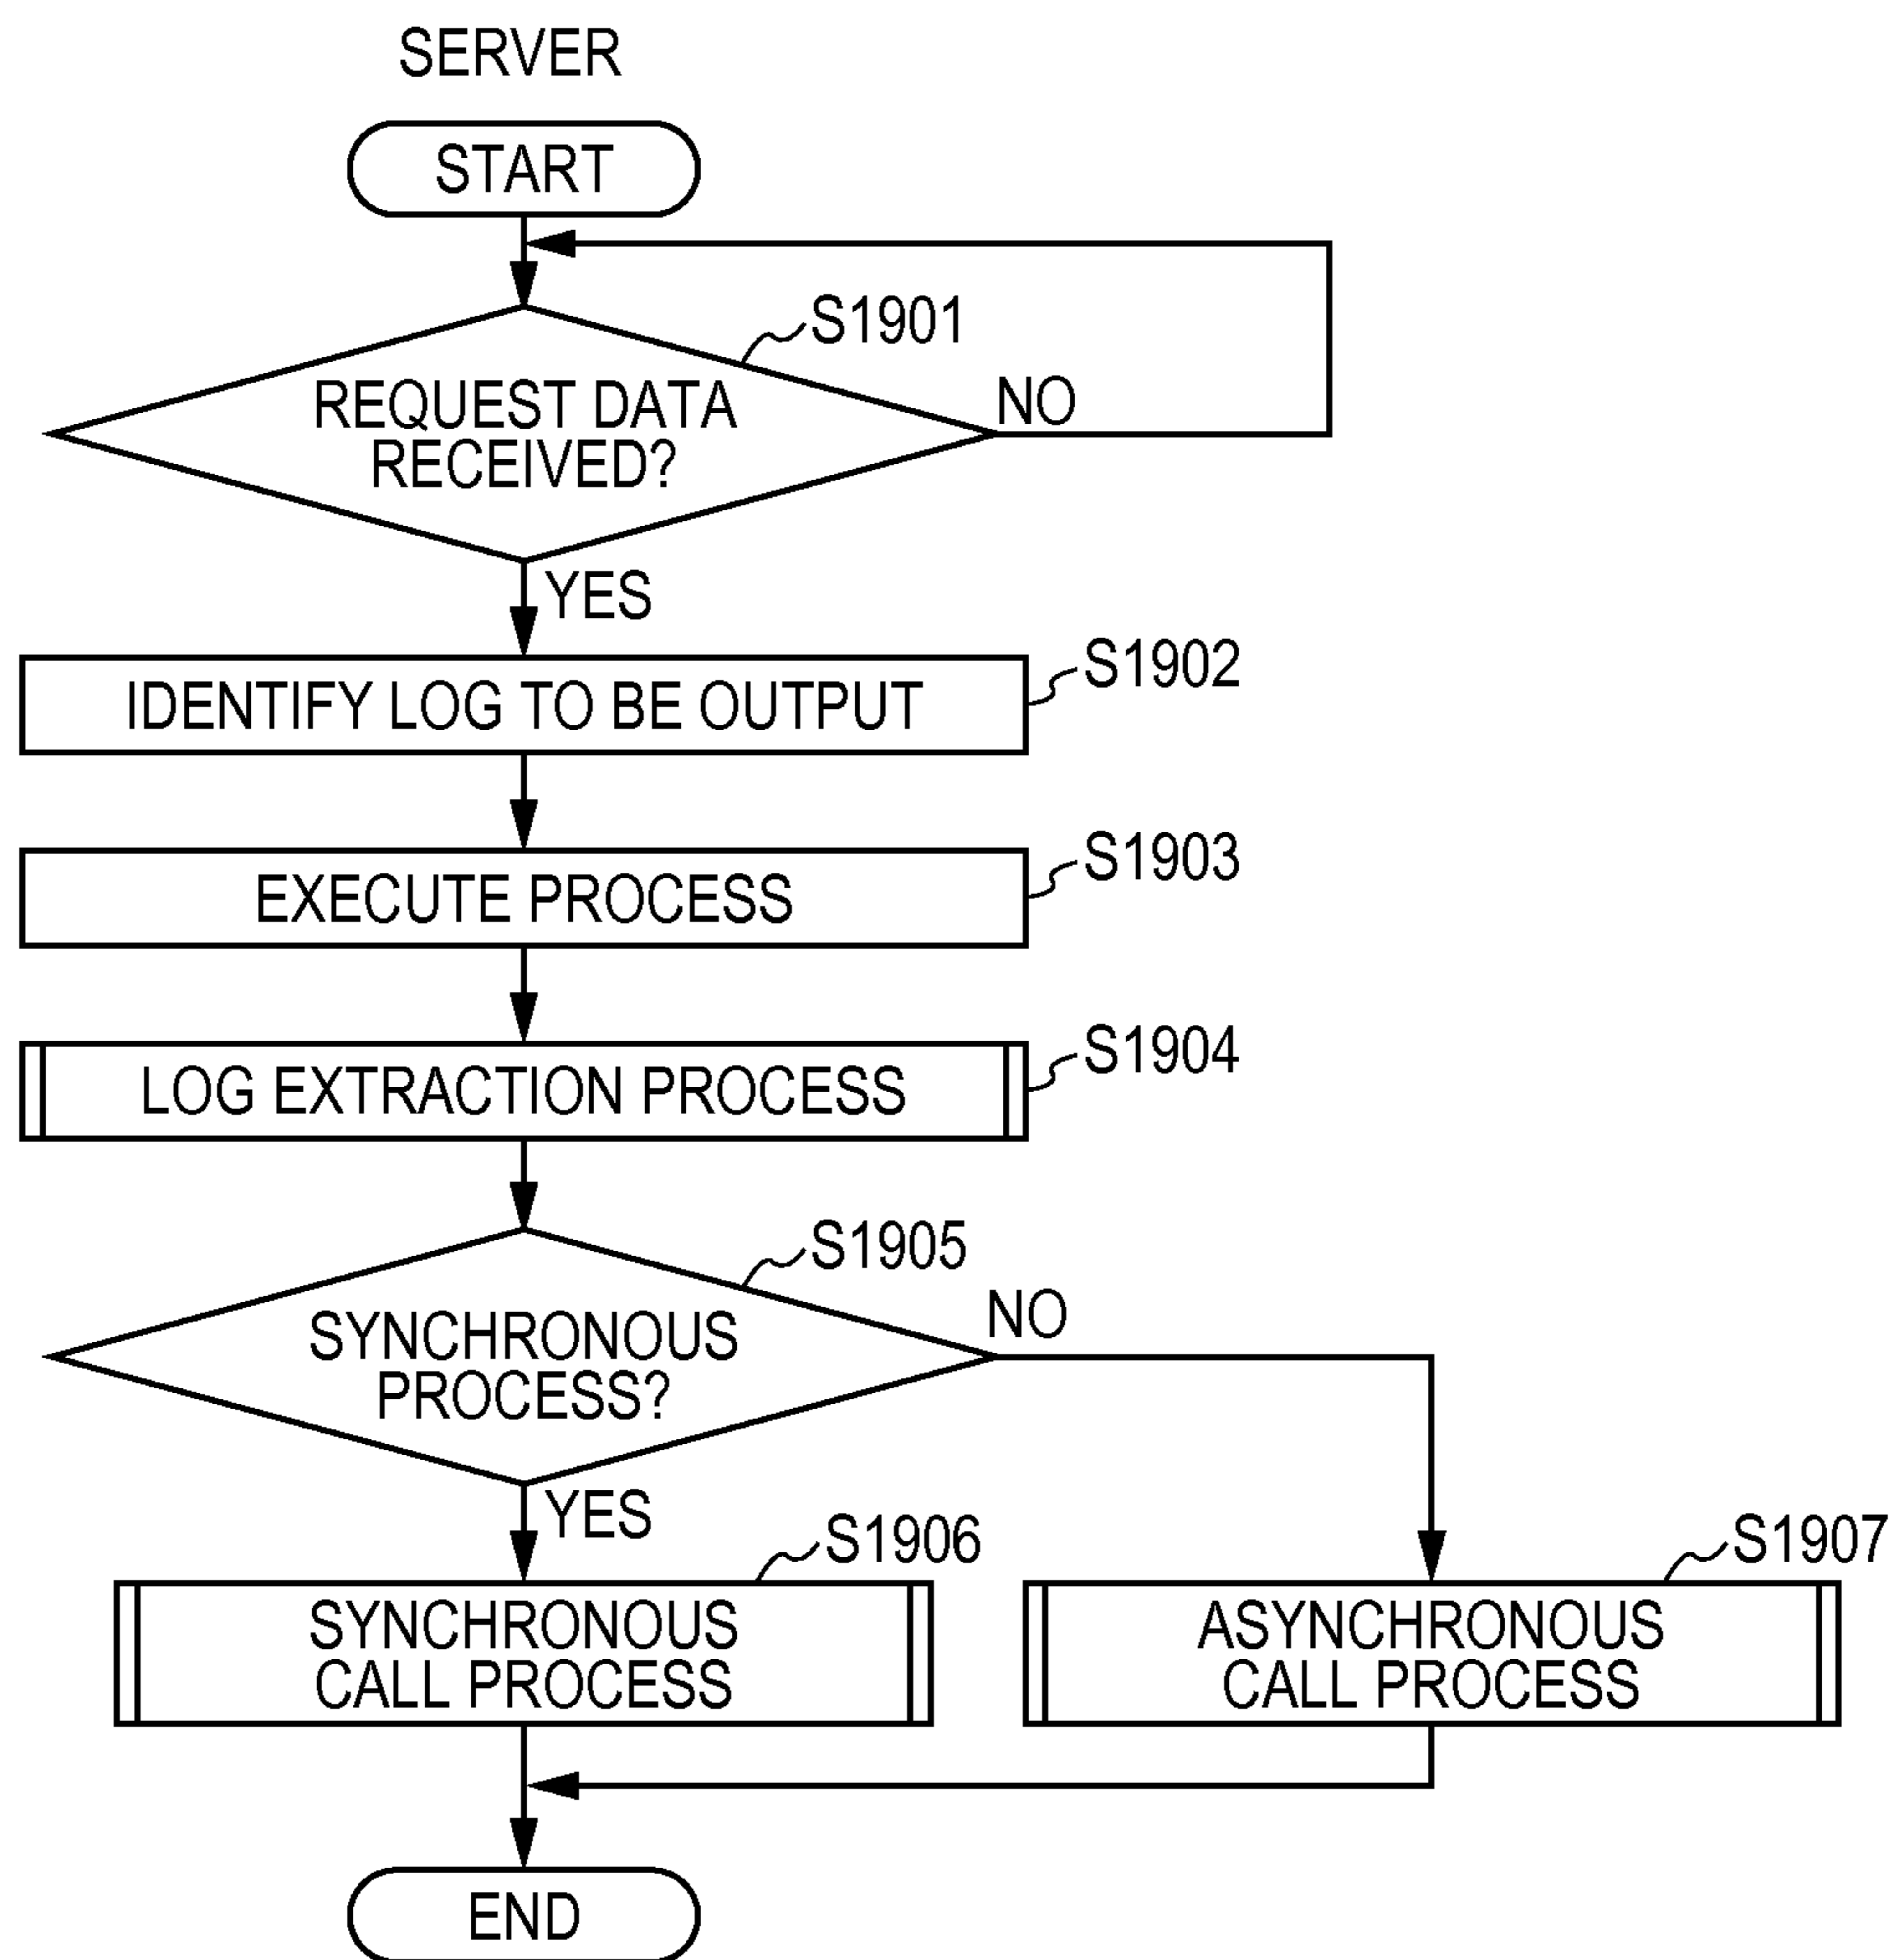 SERVER
START
S1901
REQUEST DATA
RECEIVED?
NO
YES
S1902
IDENTIFY LOG TO BE OUTPUT
S1903
EXECUTE PROCESS
S1904
LOG EXTRACTION PROCESS
S1905
SYNCHRONOUS
PROCESS?
NO
YES
S1906
SYNCHRONOUS
CALL PROCESS
S1907
ASYNCHRONOUS
CALL PROCESS
END